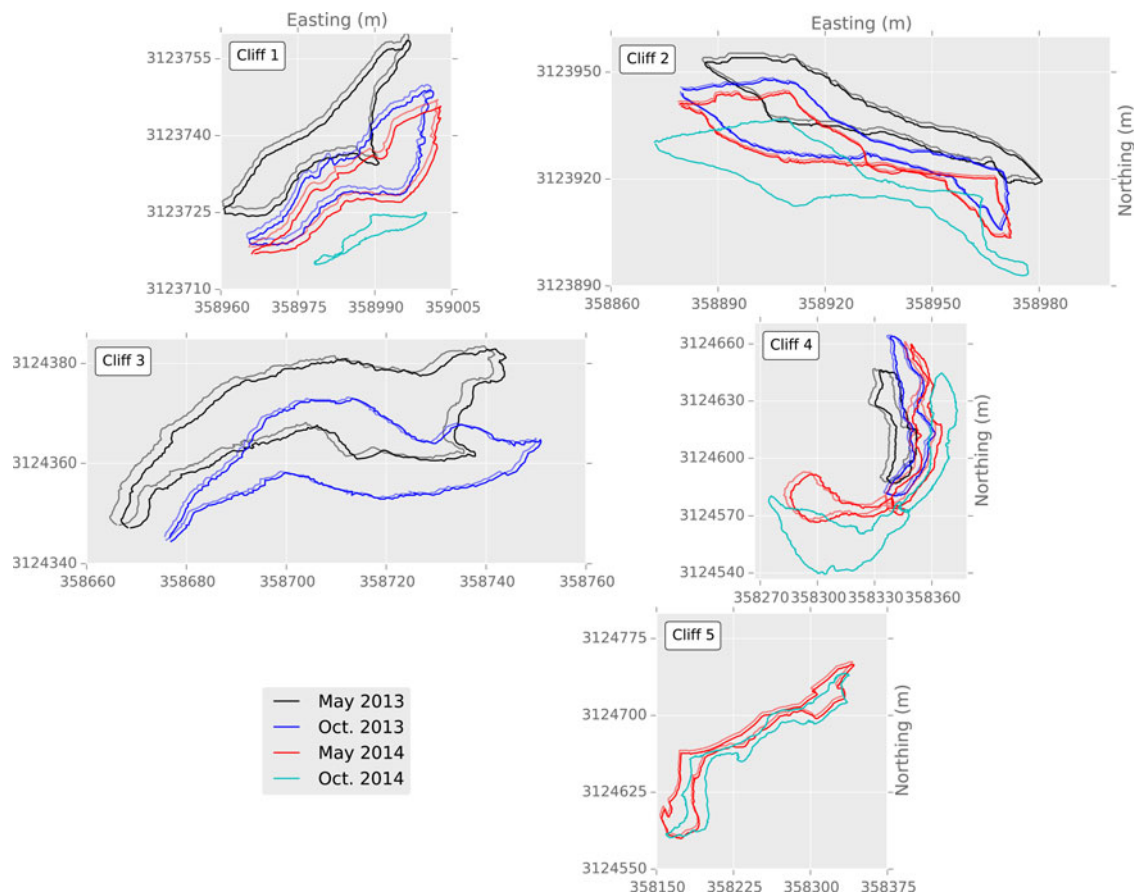 Easting (m)
Easting (m)
Cliff 1
3123755
3123740
3123725
3123710
358960 358975 358990 359005
Cliff 2
3123950
3123920
3123890
358860 358890 358920 358950 358980
Northing (m)
Cliff 3
3124380
3124360
3124340
358660 358680 358700 358720 358740 358760
Cliff 4
3124660
3124630
3124600
3124570
3124540
358270 358300 358330 358360
Northing (m)
Cliff 5
3124775
3124700
3124625
3124550
358150 358225 358300 358375
Northing (m)
May 2013
Oct. 2013
May 2014
Oct. 2014